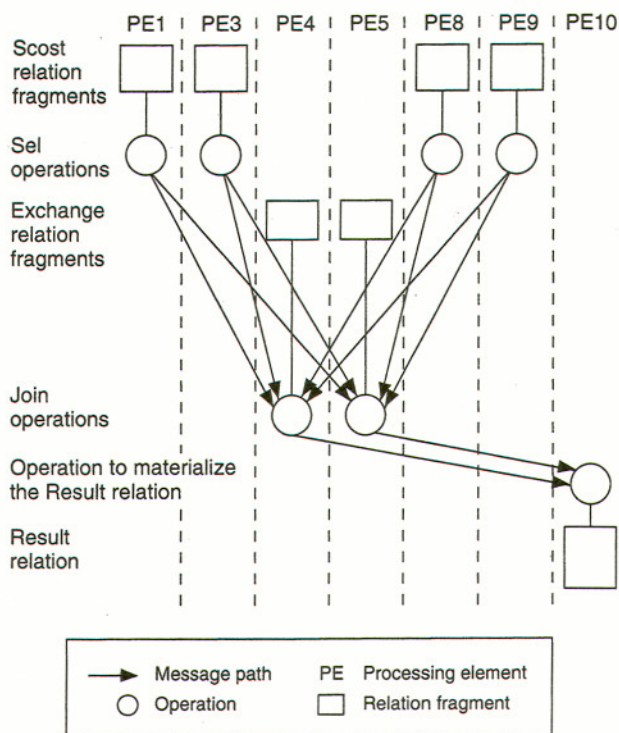 PE1 PE3 PE4 PE5 PE8 PE9 PE10
Scost
relation
fragments
Sel
operations
Exchange
relation
fragments
Join
operations
Operation to materialize
the Result relation
Result
relation
Message path PE Processing element
Operation Relation fragment